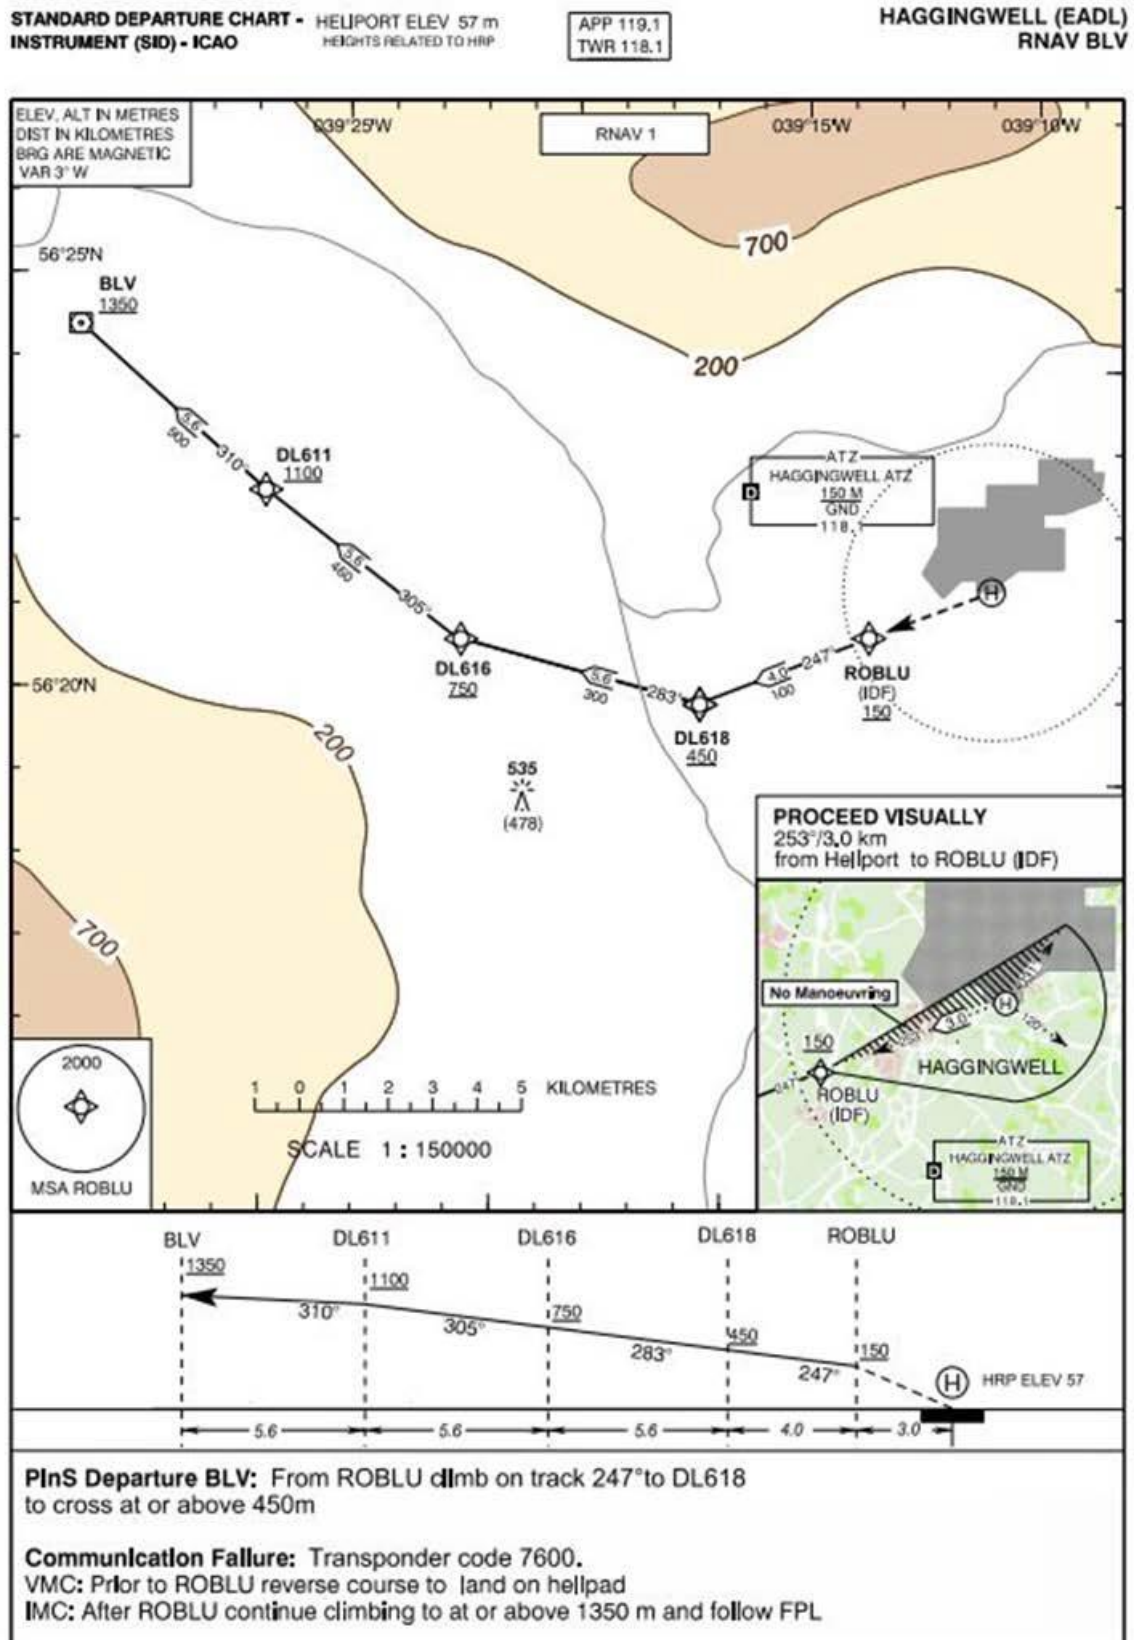 STANDARD DEPARTURE CHART - HELIPORT ELEV 57 m
INSTRUMENT (SID) - ICAO HEIGHTS RELATED TO HRP
APP 119.1
TWR 118.1
HAGGINGWELL (EADL)
RNAV BLV
ELEV. ALT IN METRES
DIST IN KILOMETRES
BRG ARE MAGNETIC
VAR 3° W
039°25'W
RNAV 1
039°15'W
039°10'W
700
56°25'N
BLV
1350
200
5.6
500
310°
DL611
1100
ATZ
HAGGINGWELL ATZ
150 M
GND
118.1
D
5.6
460
305°
H
DL616
750
5.6
300
283°
4.0
100
247°
ROBLU
(IDF)
150
56°20'N
DL618
450
200
535
(478)
PROCEED VISUALLY
253°/3.0 km
from Heliport to ROBLU (IDF)
700
No Manoeuvring
H
3.0
120°
150
HAGGINGWELL
247°
ROBLU
(IDF)
ATZ
HAGGINGWELL ATZ
150 M
GND
118.1
D
2000
MSA ROBLU
1 0 1 2 3 4 5 KILOMETRES
SCALE 1 : 150000
BLV DL611 DL616 DL618 ROBLU
1350
1100
310°
750
305°
450
283°
150
247°
H HRP ELEV 57
5.6 5.6 5.6 4.0 3.0
PinS Departure BLV: From ROBLU climb on track 247°to DL618
to cross at or above 450m
Communication Failure: Transponder code 7600.
VMC: Prior to ROBLU reverse course to land on helipad
IMC: After ROBLU continue climbing to at or above 1350 m and follow FPL